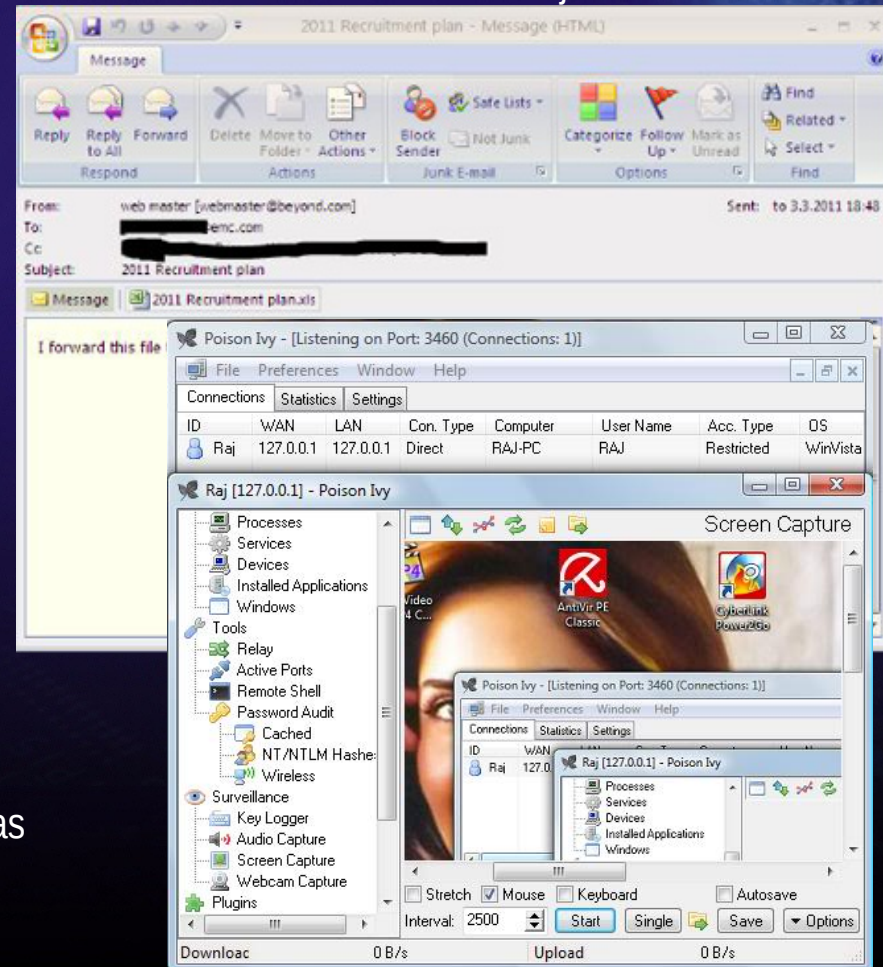 2011 Recruitment plan - Message (HTML)
Message
Reply
Reply to All
Forward
Delete
Move to Folder
Other Actions
Block Sender
Safe Lists
Not Junk
Categorize
Follow Up
Mark as Unread
Find
Related
Select
Respond
Actions
Junk E-mail
Options
Find
From: web master [webmaster@beyond.com]
Sent: to 3.3.2011 18:48
To: emc.com
Cc:
Subject: 2011 Recruitment plan
Message 2011 Recruitment plan.xls
I forward this file
Poison Ivy - [Listening on Port: 3460 (Connections: 1)]
File Preferences Window Help
Connections Statistics Settings
ID WAN LAN Con. Type Computer User Name Acc. Type OS
Raj 127.0.0.1 127.0.0.1 Direct RAJ-PC RAJ Restricted WinVista
Raj [127.0.0.1] - Poison Ivy
Processes
Services
Devices
Installed Applications
Windows
Tools
Relay
Active Ports
Remote Shell
Password Audit
Cached
NT/NTLM Hashe
Wireless
Surveillance
Key Logger
Audio Capture
Screen Capture
Webcam Capture
Plugins
Screen Capture
P4
Video
4 C...
AntiVir PE
Classic
CyberLink
Power2Go
Poison Ivy - [Listening on Port: 3460 (Connections: 1)]
File Preferences Window Help
Connections Statistics Settings
ID WAN
Raj 127.0.
Raj [127.0.0.1] - Poison Ivy
Processes
Services
Devices
Installed Applications
Windows
Stretch Mouse Keyboard Autosave
Interval: 2500 Start Single Save Options
Downloac 0 B/s Upload 0 B/s
as